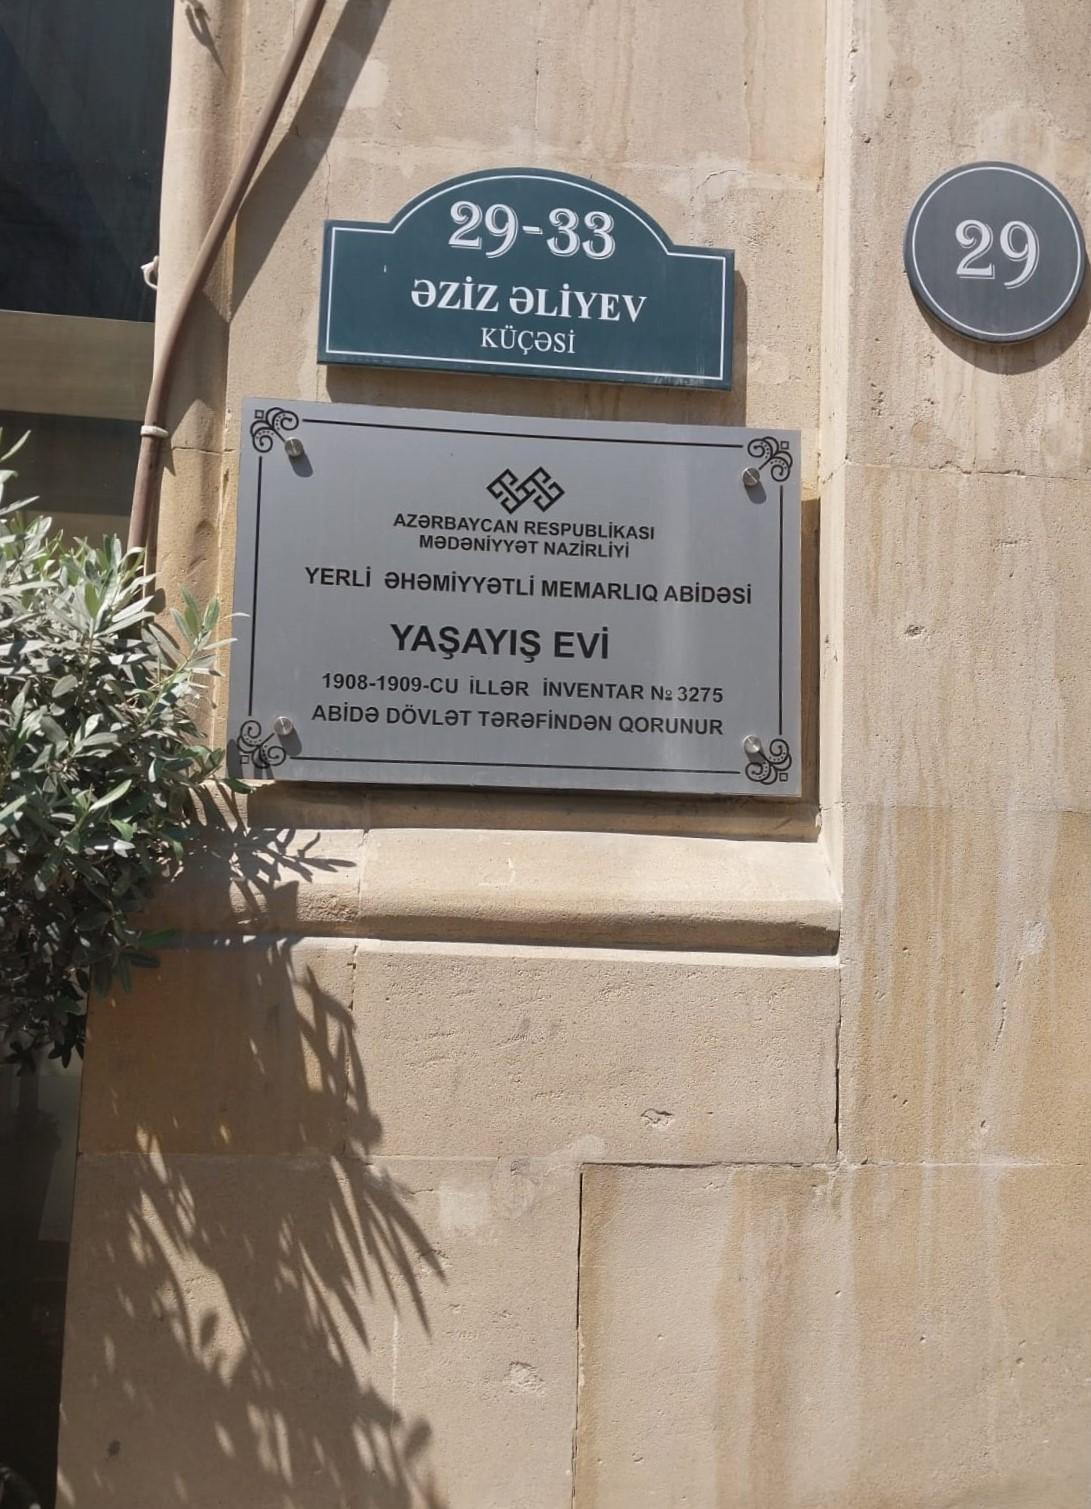 29-33
ƏZİZ ƏLİYEV
KÜÇƏSİ
29
AZƏRBAYCAN RESPUBLİKASI
MƏDƏNİYYƏT NAZİRLİYİ
YERLİ ƏHƏMİYYƏTLİ MEMARLIQ ABİDƏSİ
YAŞAYIŞ EVİ
1908-1909-CU İLLƏR İNVENTAR № 3275
ABİDƏ DÖVLƏT TƏRƏFİNDƏN QORUNUR